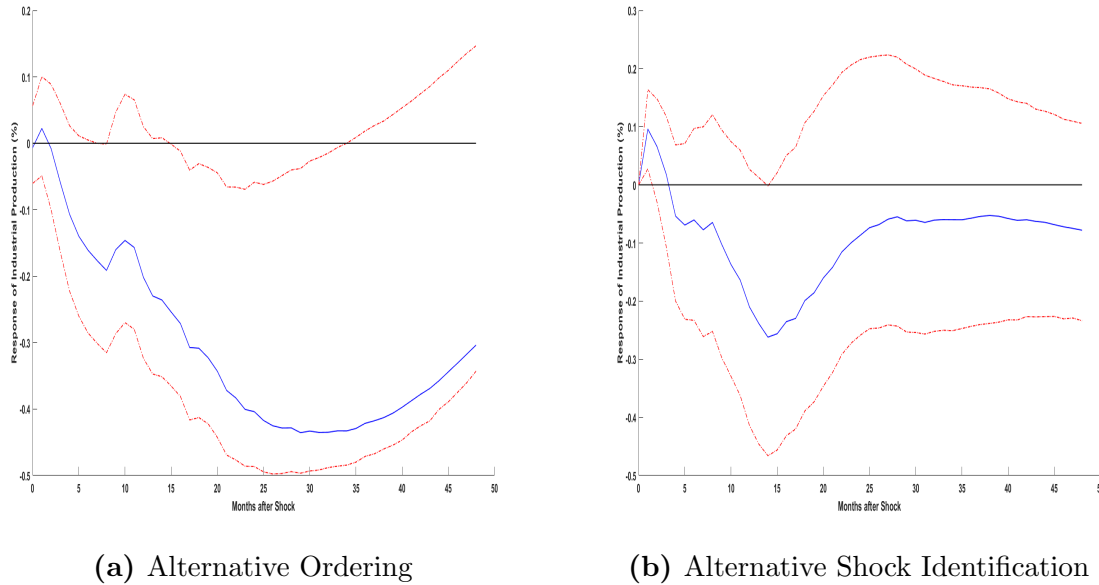 Response of Industrial Production (%)
0.2
0.1
0
-0.1
-0.2
-0.3
-0.4
-0.5
0 5 10 15 20 25 30 35 40 45 50
Months after Shock
(a) Alternative Ordering
Response of Industrial Production (%)
0.3
0.2
0.1
0
-0.1
-0.2
-0.3
-0.4
-0.5
0 5 10 15 20 25 30 35 40 45 50
Months after Shock
(b) Alternative Shock Identification